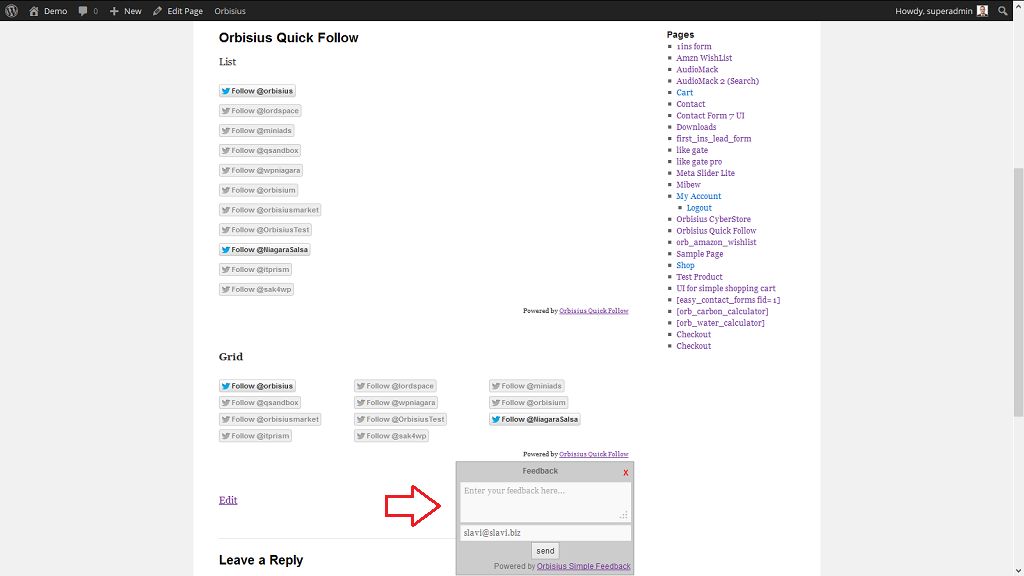 Demo 0 New Edit Page Orbisius Howdy, superadmin
Orbisius Quick Follow
List
Follow @orbisius
Follow @lordspace
Follow @miniads
Follow @qsandbox
Follow @wpniagara
Follow @orbisium
Follow @orbisiusmarket
Follow @OrbisiusTest
Follow @NiagaraSalsa
Follow @itprism
Follow @sak4wp
Powered by Orbisius Quick Follow
Grid
Follow @orbisius Follow @lordspace Follow @miniads
Follow @qsandbox Follow @wpniagara Follow @orbisium
Follow @orbisiusmarket Follow @OrbisiusTest Follow @NiagaraSalsa
Follow @itprism Follow @sak4wp
Powered by Orbisius Quick Follow
Edit
Leave a Reply
Feedback X
Enter your feedback here...
slavi@slavi.biz
send
Powered by Orbisius Simple Feedback
Pages
1ins form
Amzn WishList
AudioMack
AudioMack 2 (Search)
Cart
Contact
Contact Form 7 UI
Downloads
first_ins_lead_form
like gate
like gate pro
Meta Slider Lite
Mibew
My Account
Logout
Orbisius CyberStore
Orbisius Quick Follow
orb_amazon_wishlist
Sample Page
Shop
Test Product
UI for simple shopping cart
[easy_contact_forms fid=1]
[orb_carbon_calculator]
[orb_water_calculator]
Checkout
Checkout